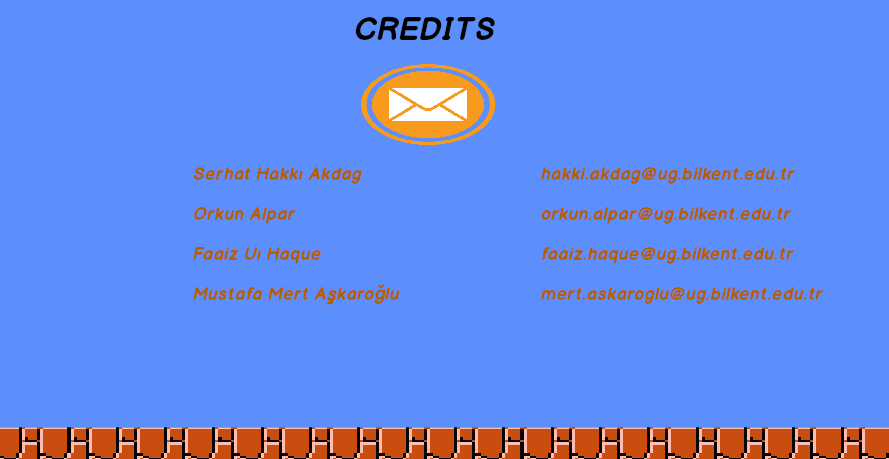 CREDITS
Serhat Hakkı Akdag hakki.akdag@ug.bilkent.edu.tr
Orkun Alpar orkun.alpar@ug.bilkent.edu.tr
Faaiz Uı Haque faaiz.haque@ug.bilkent.edu.tr
Mustafa Mert Aşkaroğlu mert.askaroglu@ug.bilkent.edu.tr